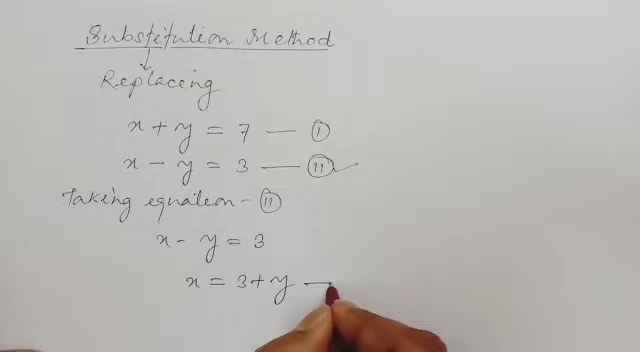 Substitution Method
Replacing
x + y = 7 — (i)
x - y = 3 — (ii) ✓
Taking equation - (ii)
x - y = 3
x = 3 + y —